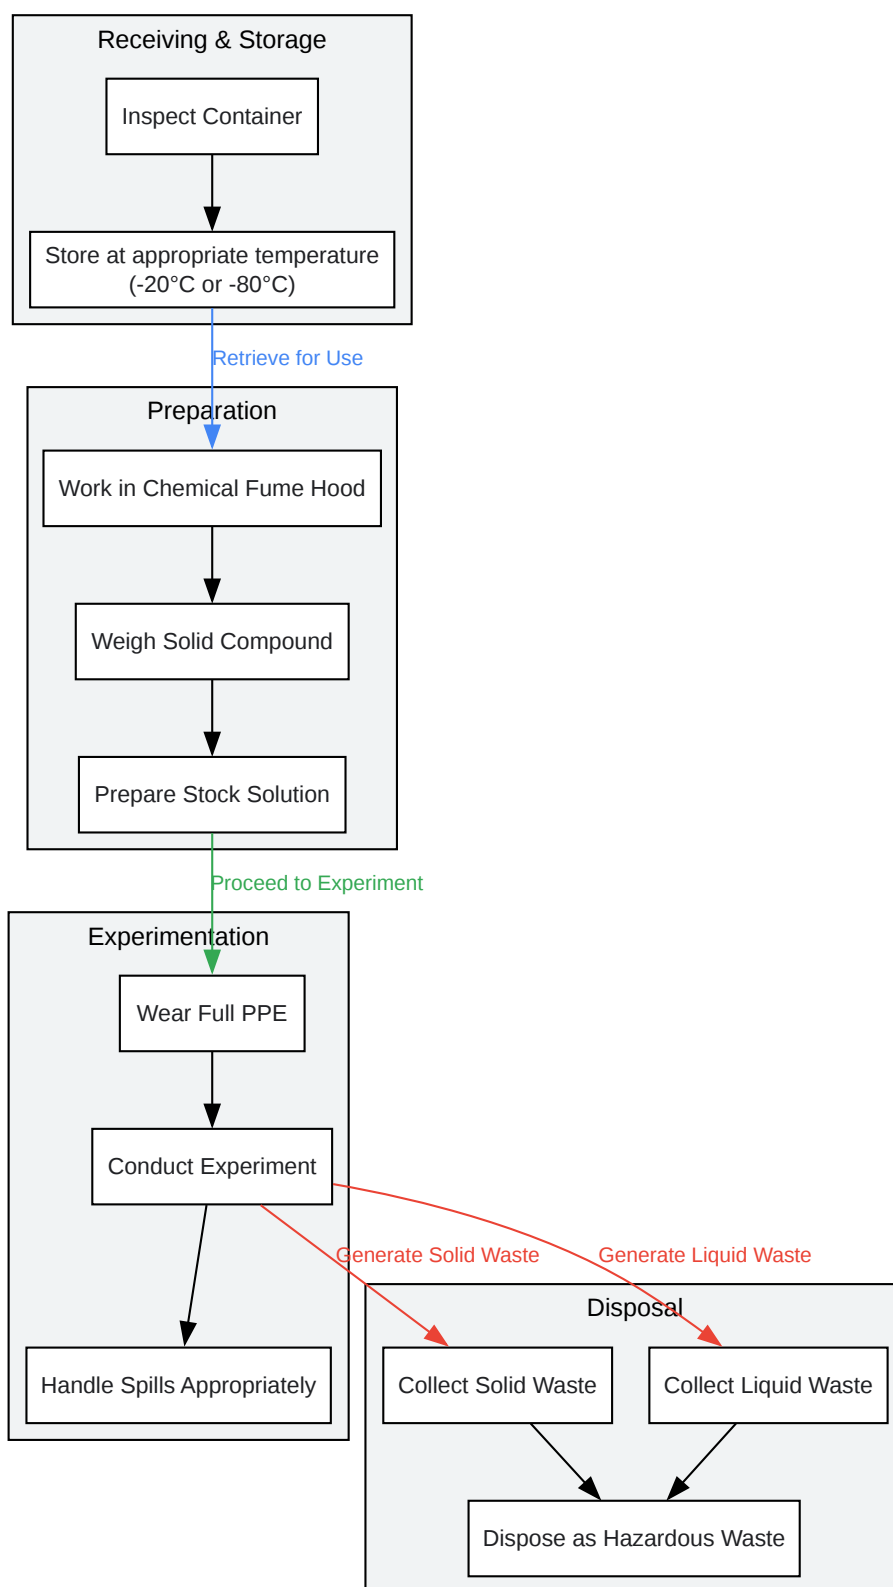 Receiving & Storage
Inspect Container
Store at appropriate temperature
(-20°C or -80°C)
Retrieve for Use
Preparation
Work in Chemical Fume Hood
Weigh Solid Compound
Prepare Stock Solution
Proceed to Experiment
Experimentation
Wear Full PPE
Conduct Experiment
Generate Solid Waste
Generate Liquid Waste
Disposal
Handle Spills Appropriately
Collect Solid Waste
Collect Liquid Waste
Dispose as Hazardous Waste